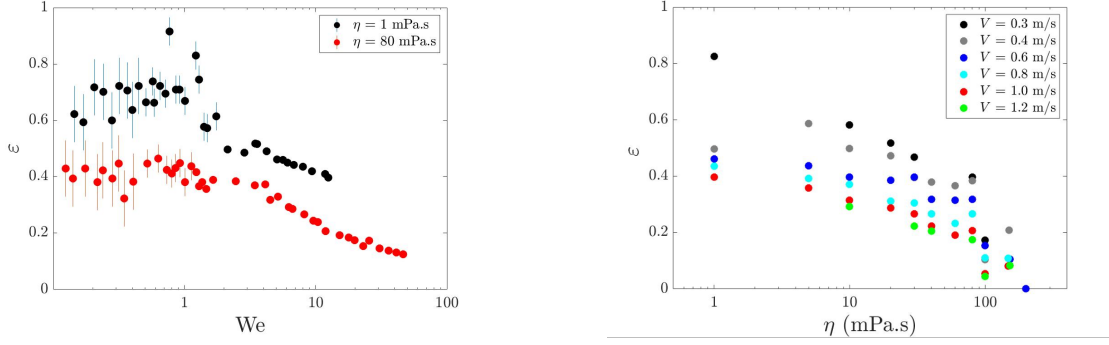 1
0.8
0.6
0.4
0.2
0
ε
1
10
100
We
η = 1 mPa.s
η = 80 mPa.s
1
0.8
0.6
0.4
0.2
0
ε
1
10
100
η (mPa.s)
V = 0.3 m/s
V = 0.4 m/s
V = 0.6 m/s
V = 0.8 m/s
V = 1.0 m/s
V = 1.2 m/s